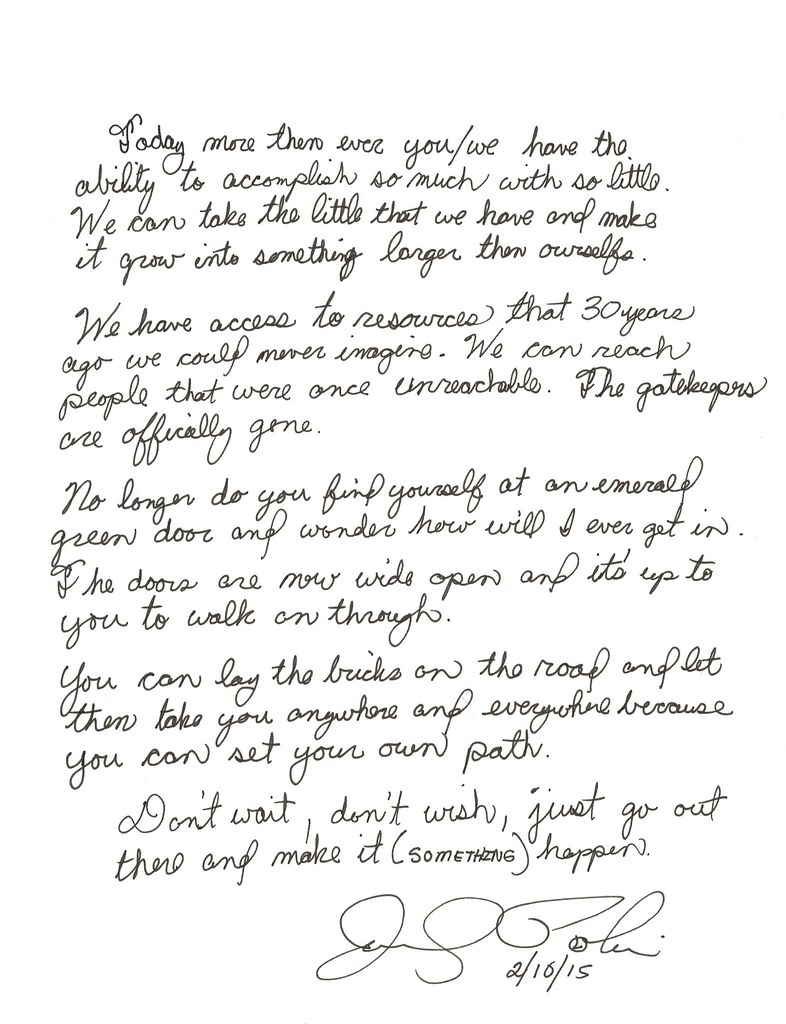 Today more then ever you/we have the
ability to accomplish so much with so little.
We can take the little that we have and make
it grow into something larger then ourselfs.
We have access to resources that 30 years
ago we could never imagine. We can reach
people that were once unreachable. The gatekeepers
are offically gone.
No longer do you find yourself at an emerald
green door and wonder how will I ever get in.
The doors are now wide open and it's up to
you to walk on through.
You can lay the bricks on the road and let
then take you anywhere and everywhere because
you can set your own path.
Don't wait, don't wish, just go out
there and make it (SOMETHING) happen.
2/16/15